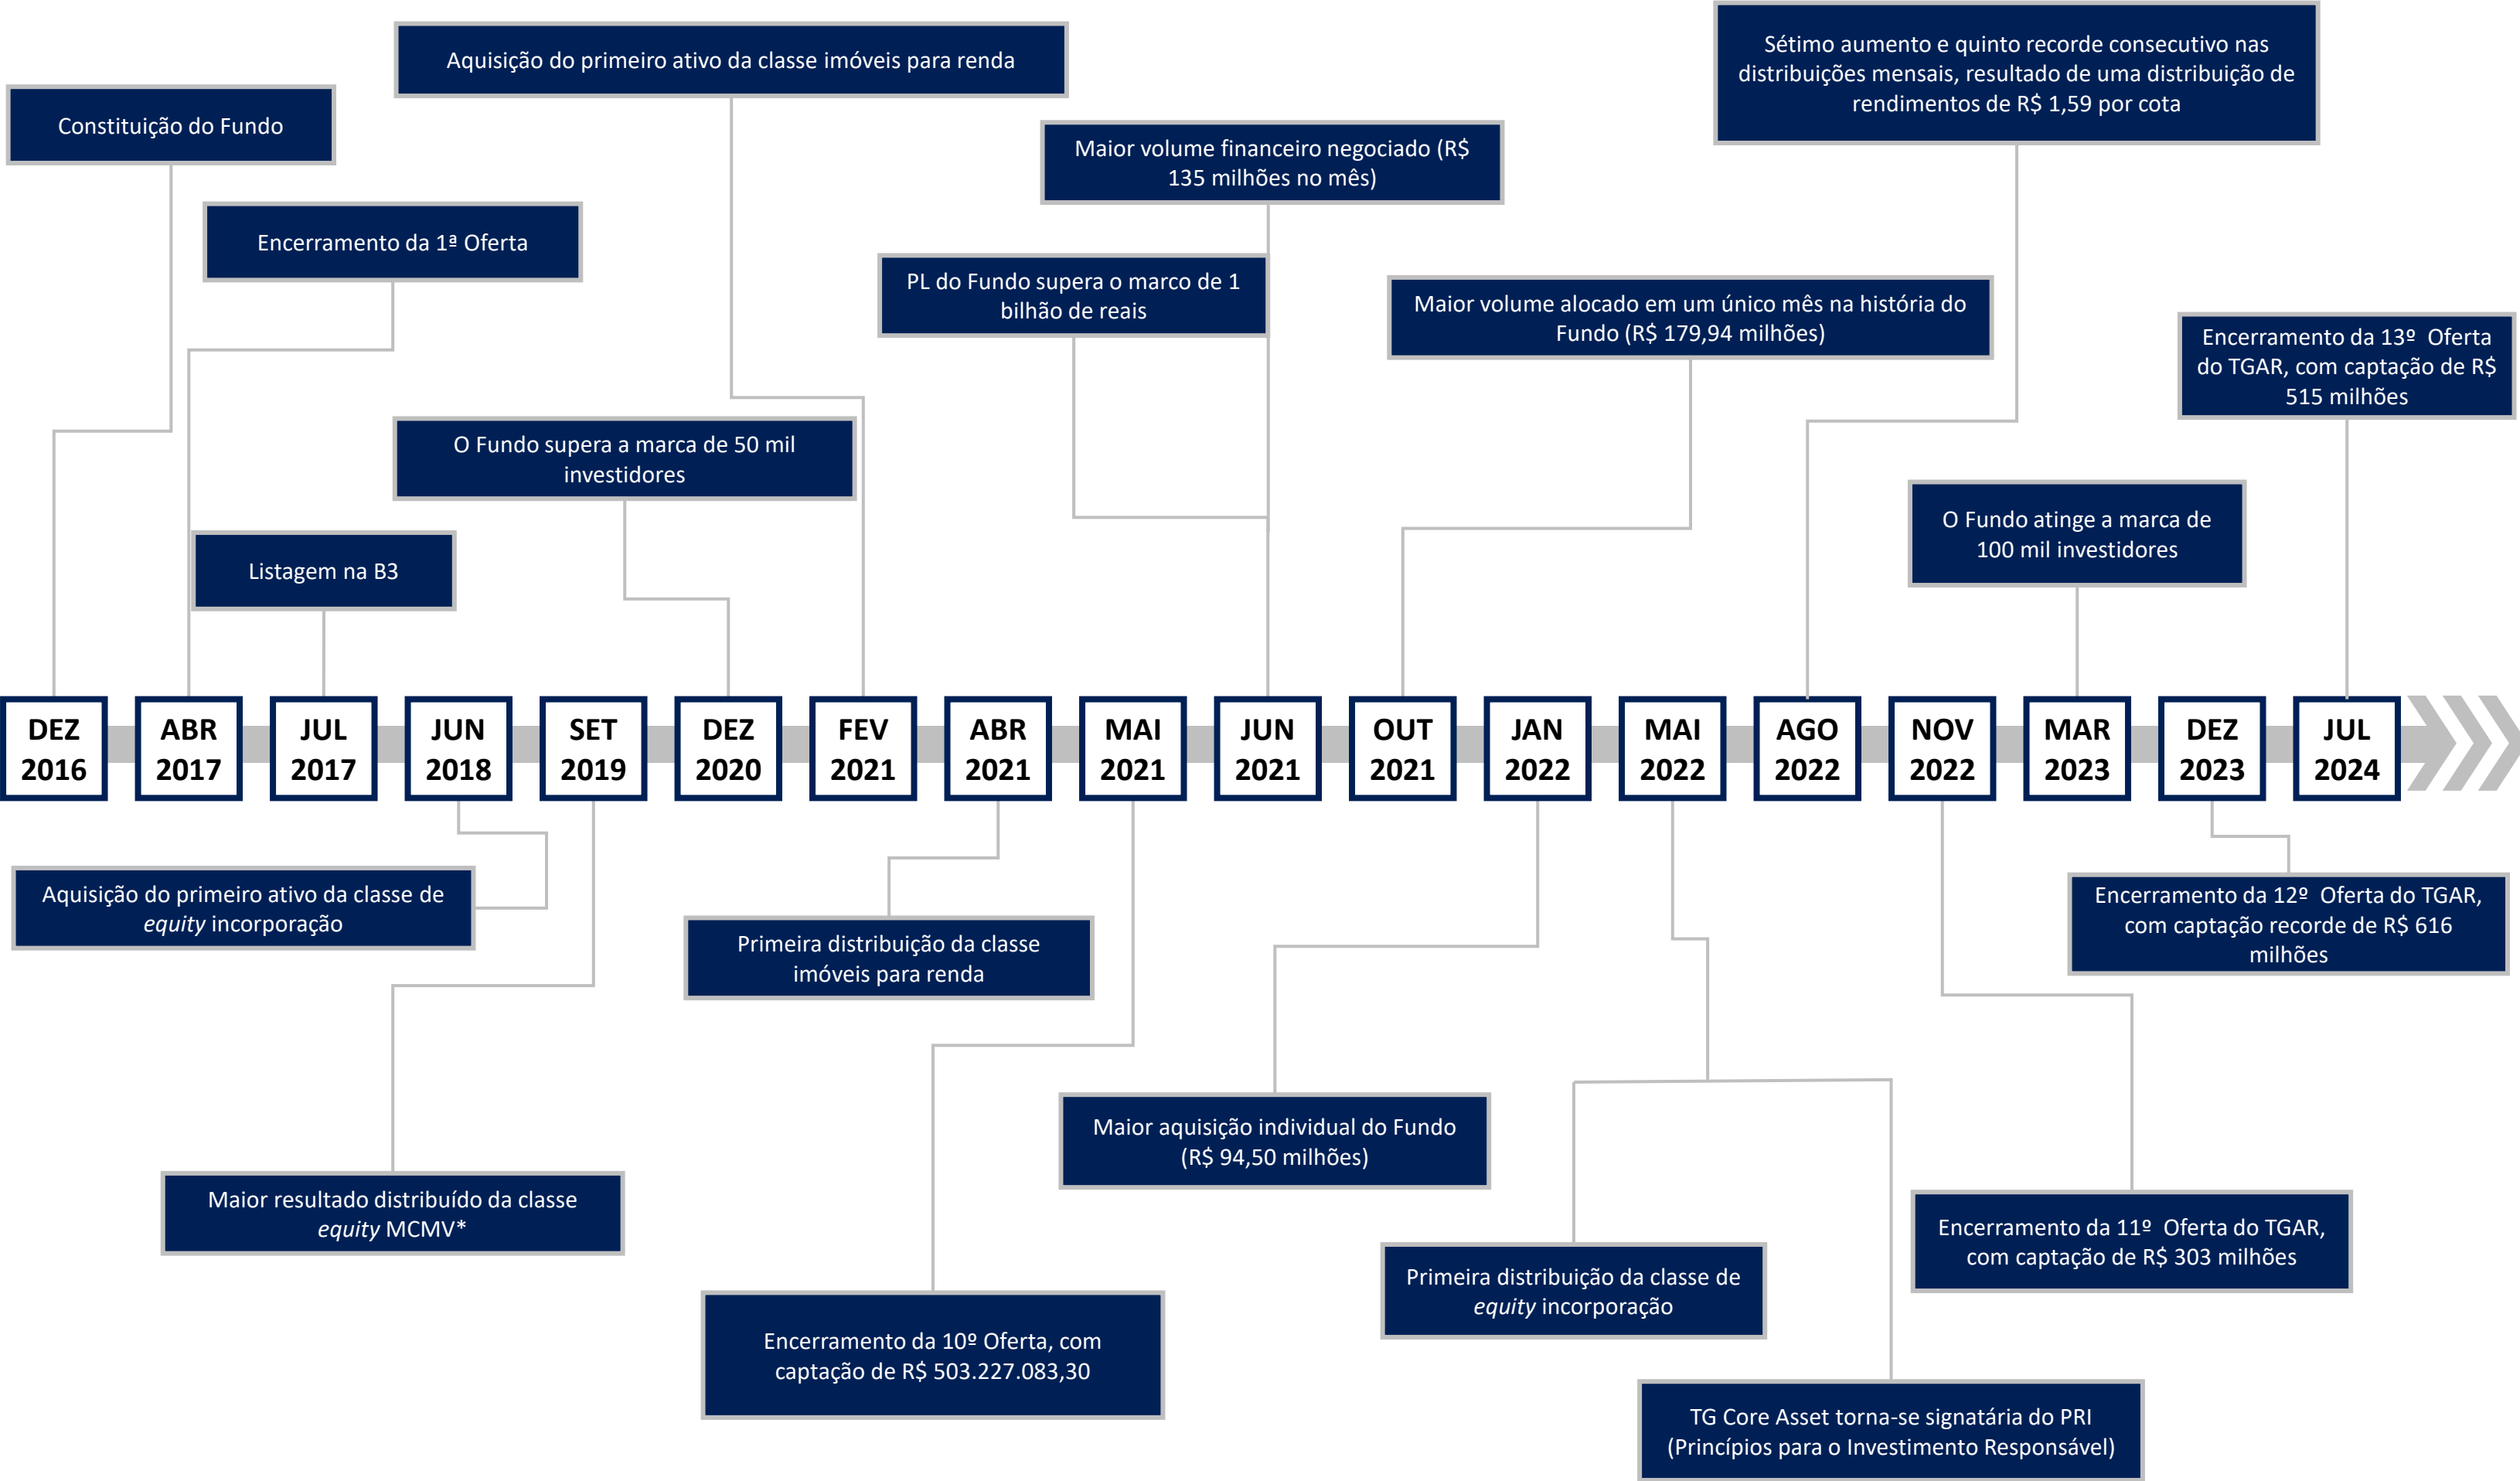 Sétimo aumento e quinto recorde consecutivo nas
distribuições mensais, resultado de uma distribuição de
rendimentos de R$ 1,59 por cota
Aquisição do primeiro ativo da classe imóveis para renda
Constituição do Fundo
Maior volume financeiro negociado (R$
135 milhões no mês)
Encerramento da 1ª Oferta
PL do Fundo supera o marco de 1
bilhão de reais
Maior volume alocado em um único mês na história do
Fundo (R$ 179,94 milhões)
Encerramento da 13º Oferta
do TGAR, com captação de R$
515 milhões
O Fundo supera a marca de 50 mil
investidores
O Fundo atinge a marca de
100 mil investidores
Listagem na B3
DEZ
2016
ABR
2017
JUL
2017
JUN
2018
SET
2019
DEZ
2020
FEV
2021
ABR
2021
MAI
2021
JUN
2021
OUT
2021
JAN
2022
MAI
2022
AGO
2022
NOV
2022
MAR
2023
DEZ
2023
JUL
2024
Aquisição do primeiro ativo da classe de
equity incorporação
Encerramento da 12º Oferta do TGAR,
com captação recorde de R$ 616
milhões
Primeira distribuição da classe
imóveis para renda
Maior aquisição individual do Fundo
(R$ 94,50 milhões)
Maior resultado distribuído da classe
equity MCMV*
Encerramento da 11º Oferta do TGAR,
com captação de R$ 303 milhões
Primeira distribuição da classe de
equity incorporação
Encerramento da 10º Oferta, com
captação de R$ 503.227.083,30
TG Core Asset torna-se signatária do PRI
(Princípios para o Investimento Responsável)